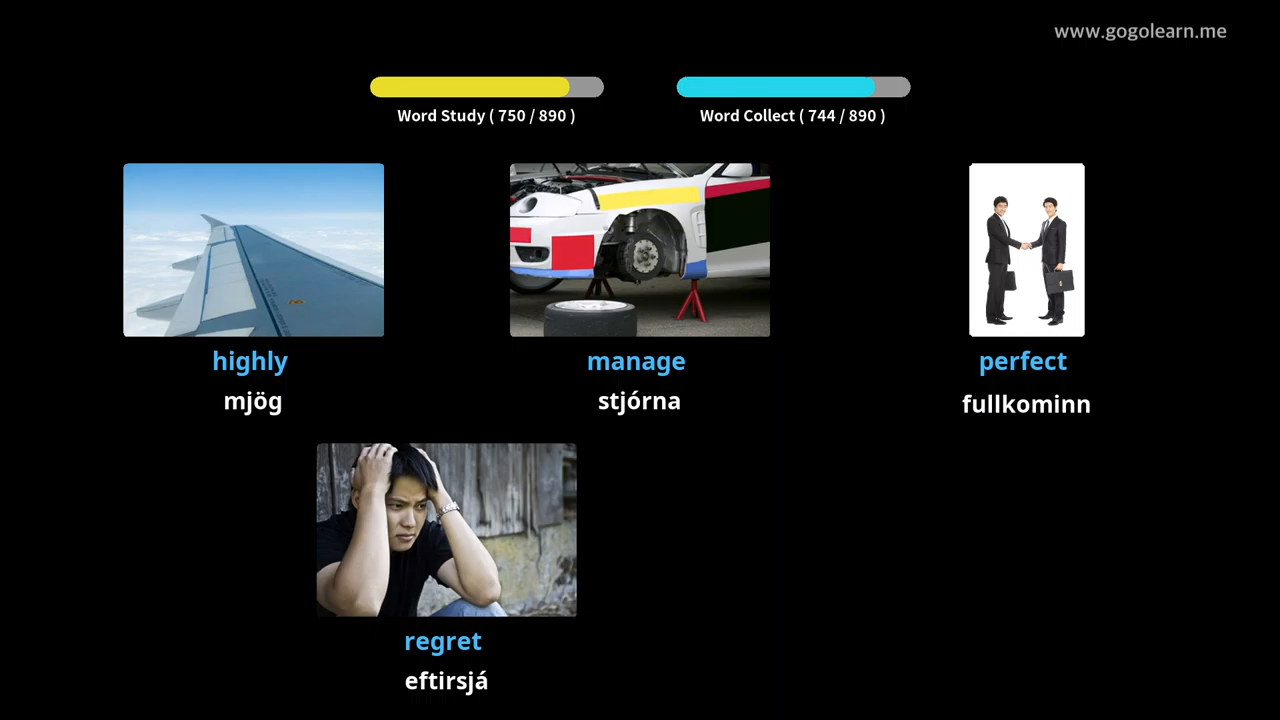 www.gogolearn.me
Word Study ( 750 / 890 )
Word Collect ( 744 / 890 )
highly
manage
perfect
mjög
stjórna
fullkominn
regret
eftirsjá